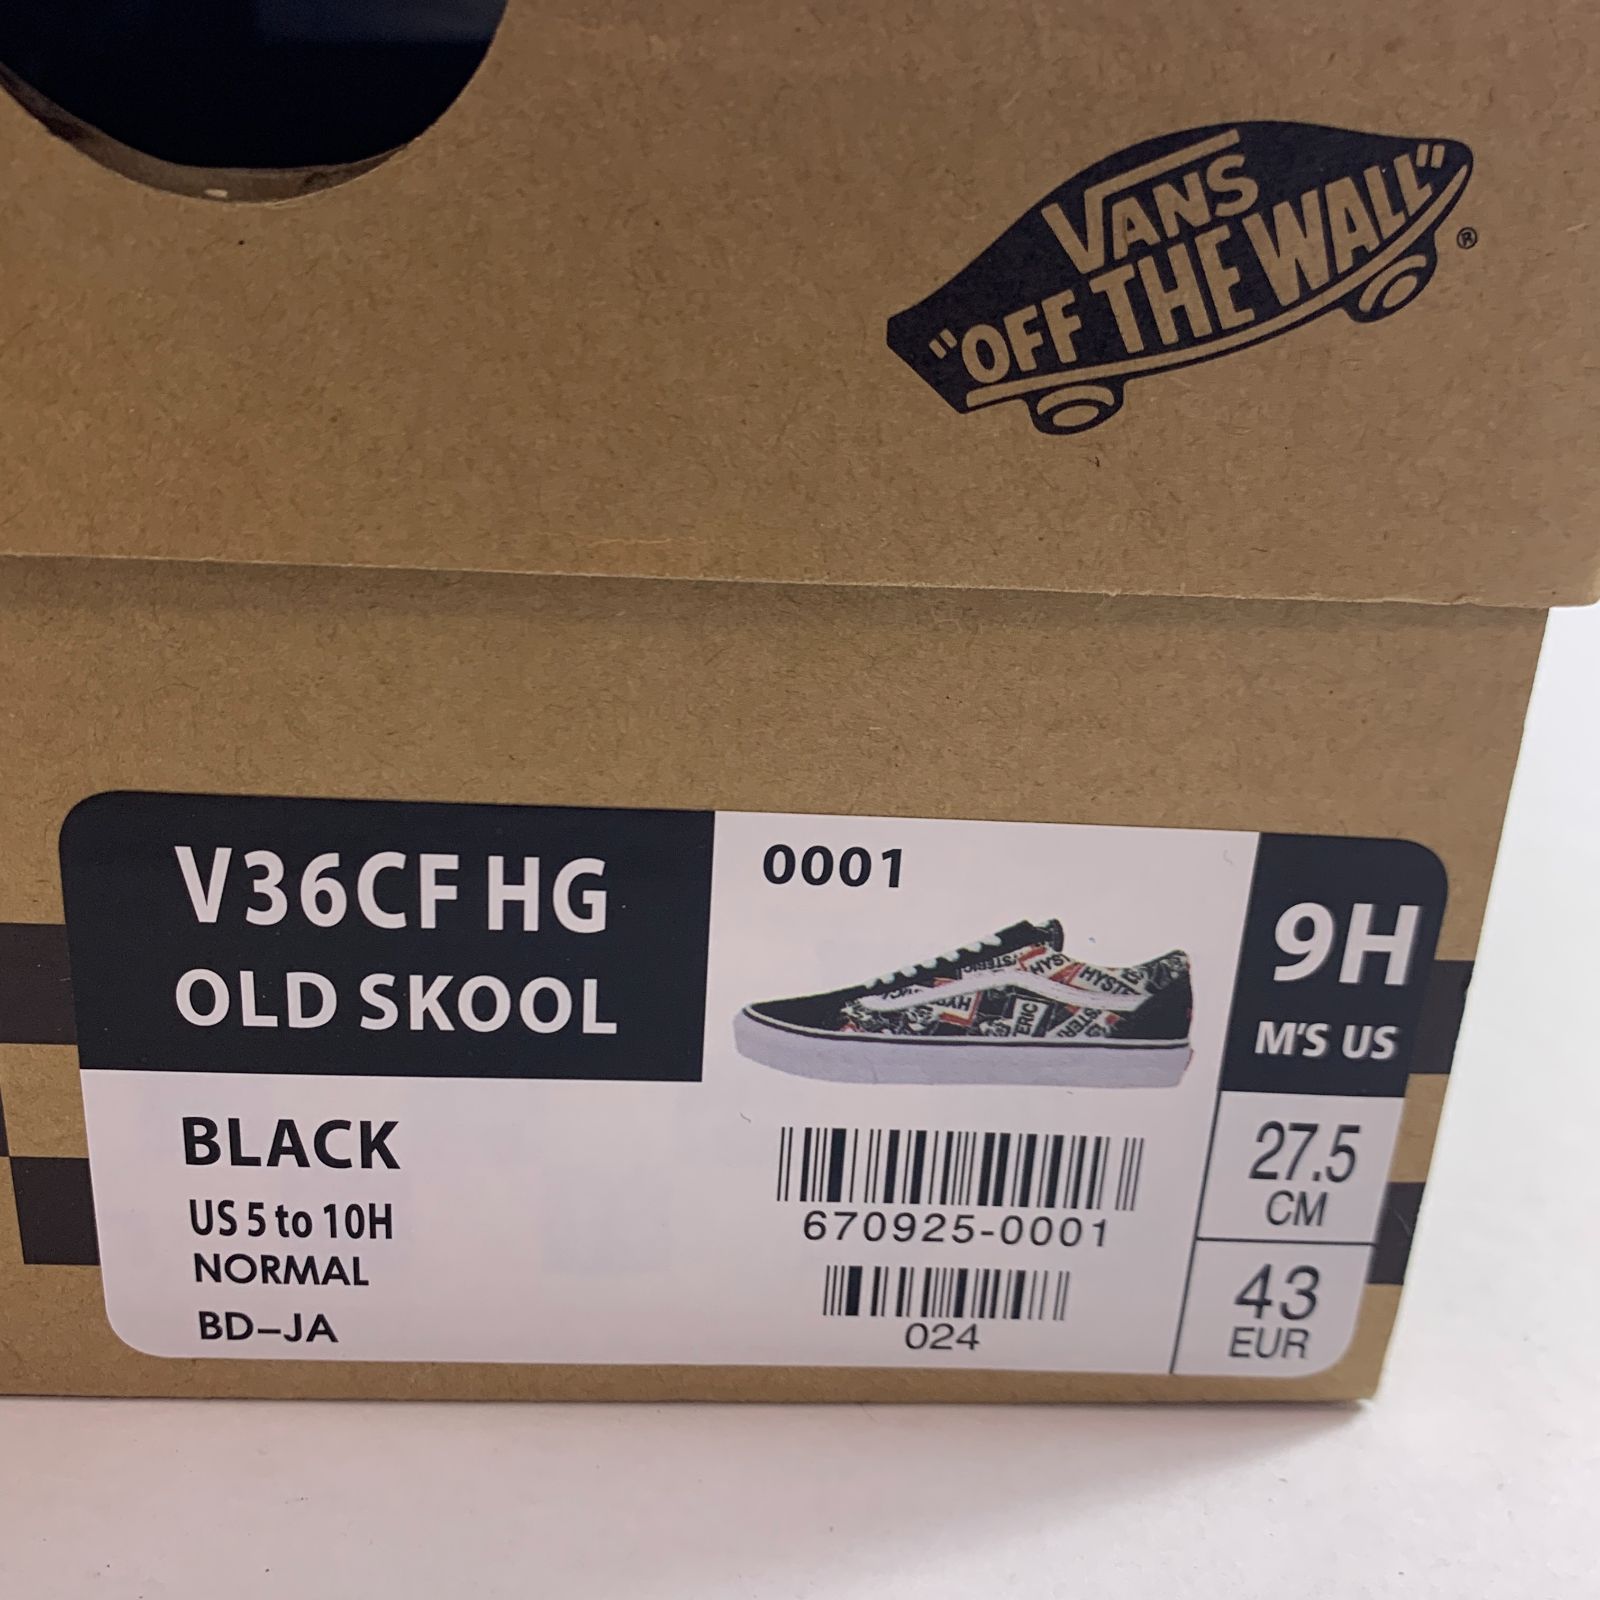 VANS
"OFF THE WALL"
®
V36CF HG
OLD SKOOL
BLACK
US 5 to 10H
NORMAL
BD-JA
0001
HYST
670925-0001
024
9H
M'S US
27.5
CM
43
EUR